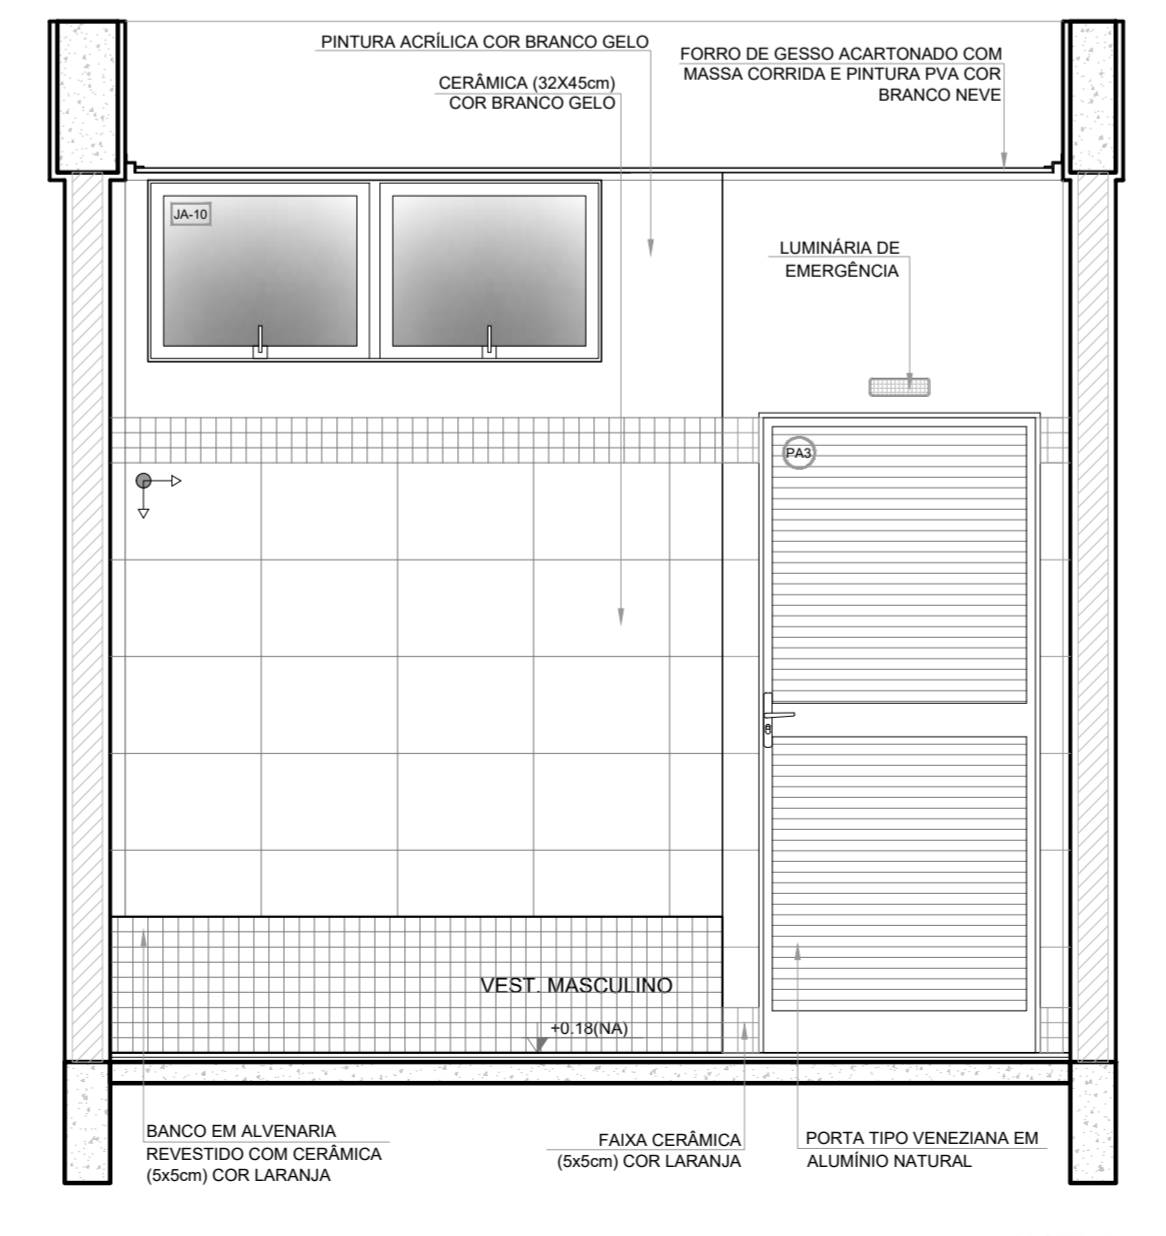 PINTURA ACRÍLICA COR BRANCO GELO
FORRO DE GESSO ACARTONADO COM
MASSA CORRIDA E PINTURA PVA COR
BRANCO NEVE
CERÂMICA (32X45cm)
COR BRANCO GELO
JA-10
LUMINÁRIA DE
EMERGÊNCIA
PA3
VEST. MASCULINO
+0.18(NA)
BANCO EM ALVENARIA
REVESTIDO COM CERÂMICA
(5x5cm) COR LARANJA
FAIXA CERÂMICA
(5x5cm) COR LARANJA
PORTA TIPO VENEZIANA EM
ALUMÍNIO NATURAL